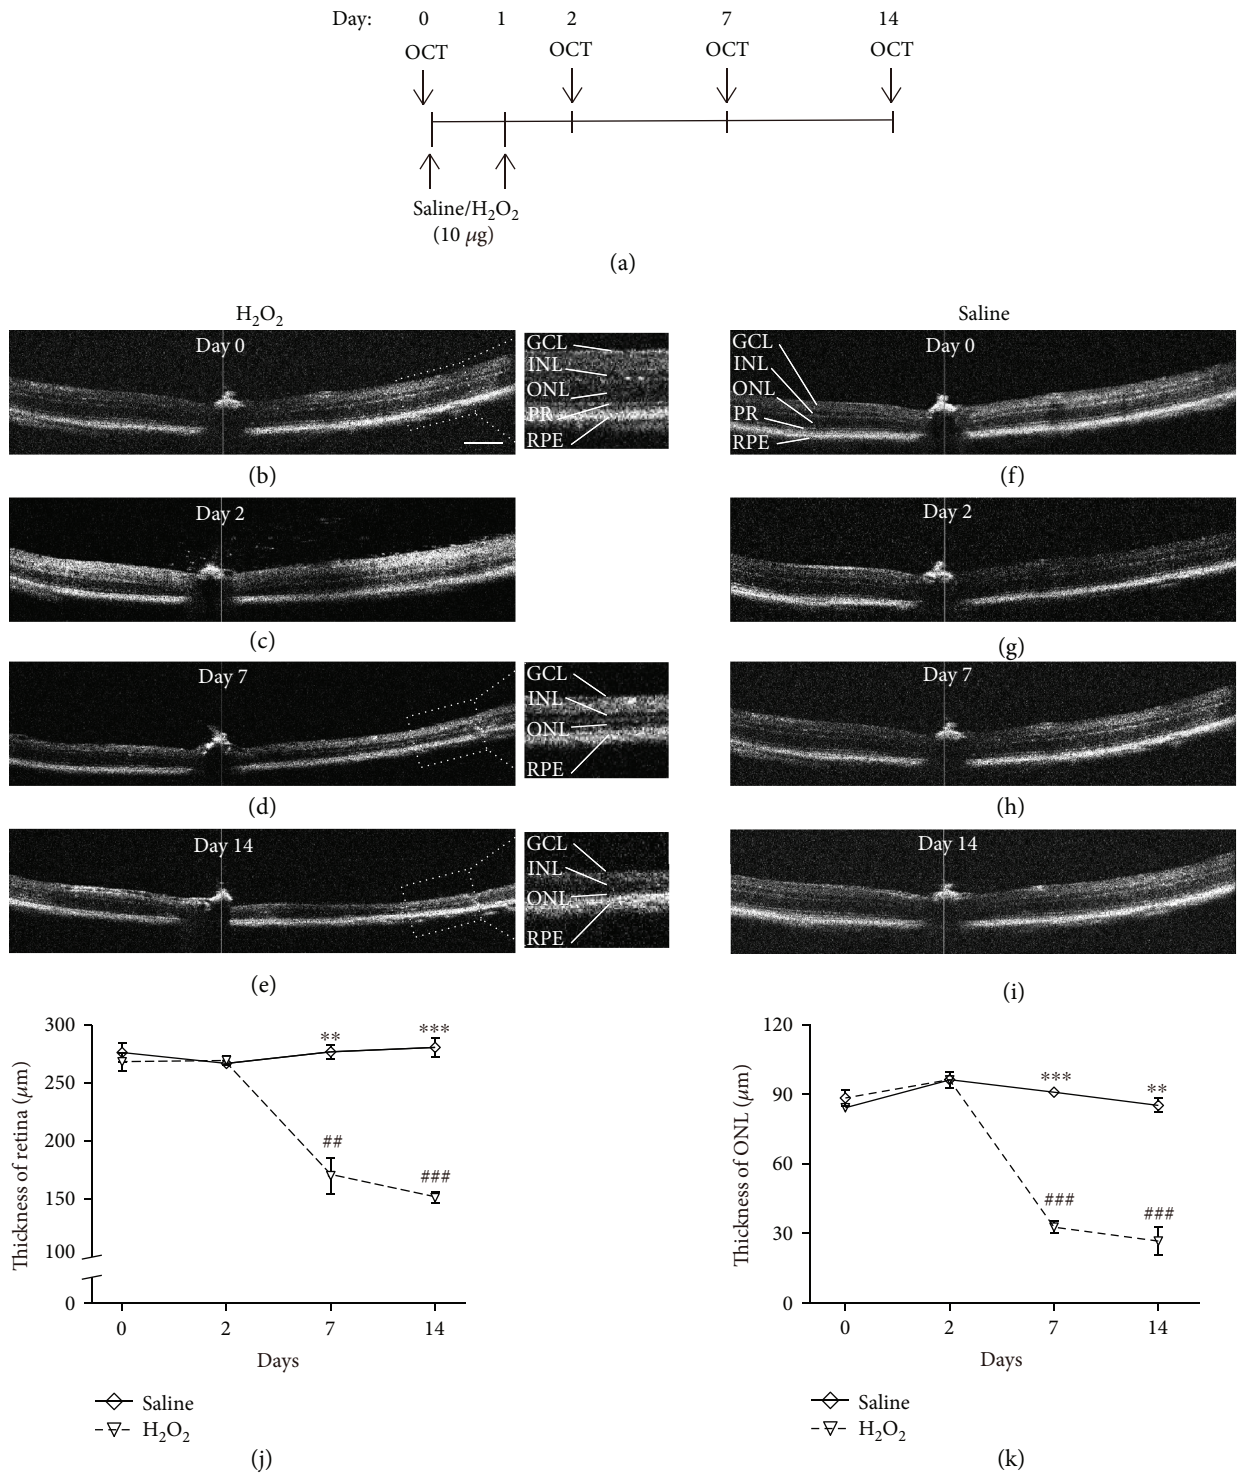 Day: 0 1 2 7 14
OCT OCT OCT OCT
Saline/H₂O₂
(10 μg)
(a)
H₂O₂
Day 0
GCL
INL
ONL
PR
RPE
(b)
Saline
Day 0
GCL
INL
ONL
PR
RPE
(f)
Day 2
(c)
Day 2
(g)
Day 7
GCL
INL
ONL
RPE
(d)
Day 7
(h)
Day 14
GCL
INL
ONL
RPE
(e)
Day 14
(i)
Thickness of retina (μm)
300
250
200
150
100
0
** ***
## ###
0 2 7 14
Days
Saline
H₂O₂
(j)
Thickness of ONL (μm)
120
90
60
30
0
*** **
### ###
0 2 7 14
Days
Saline
H₂O₂
(k)